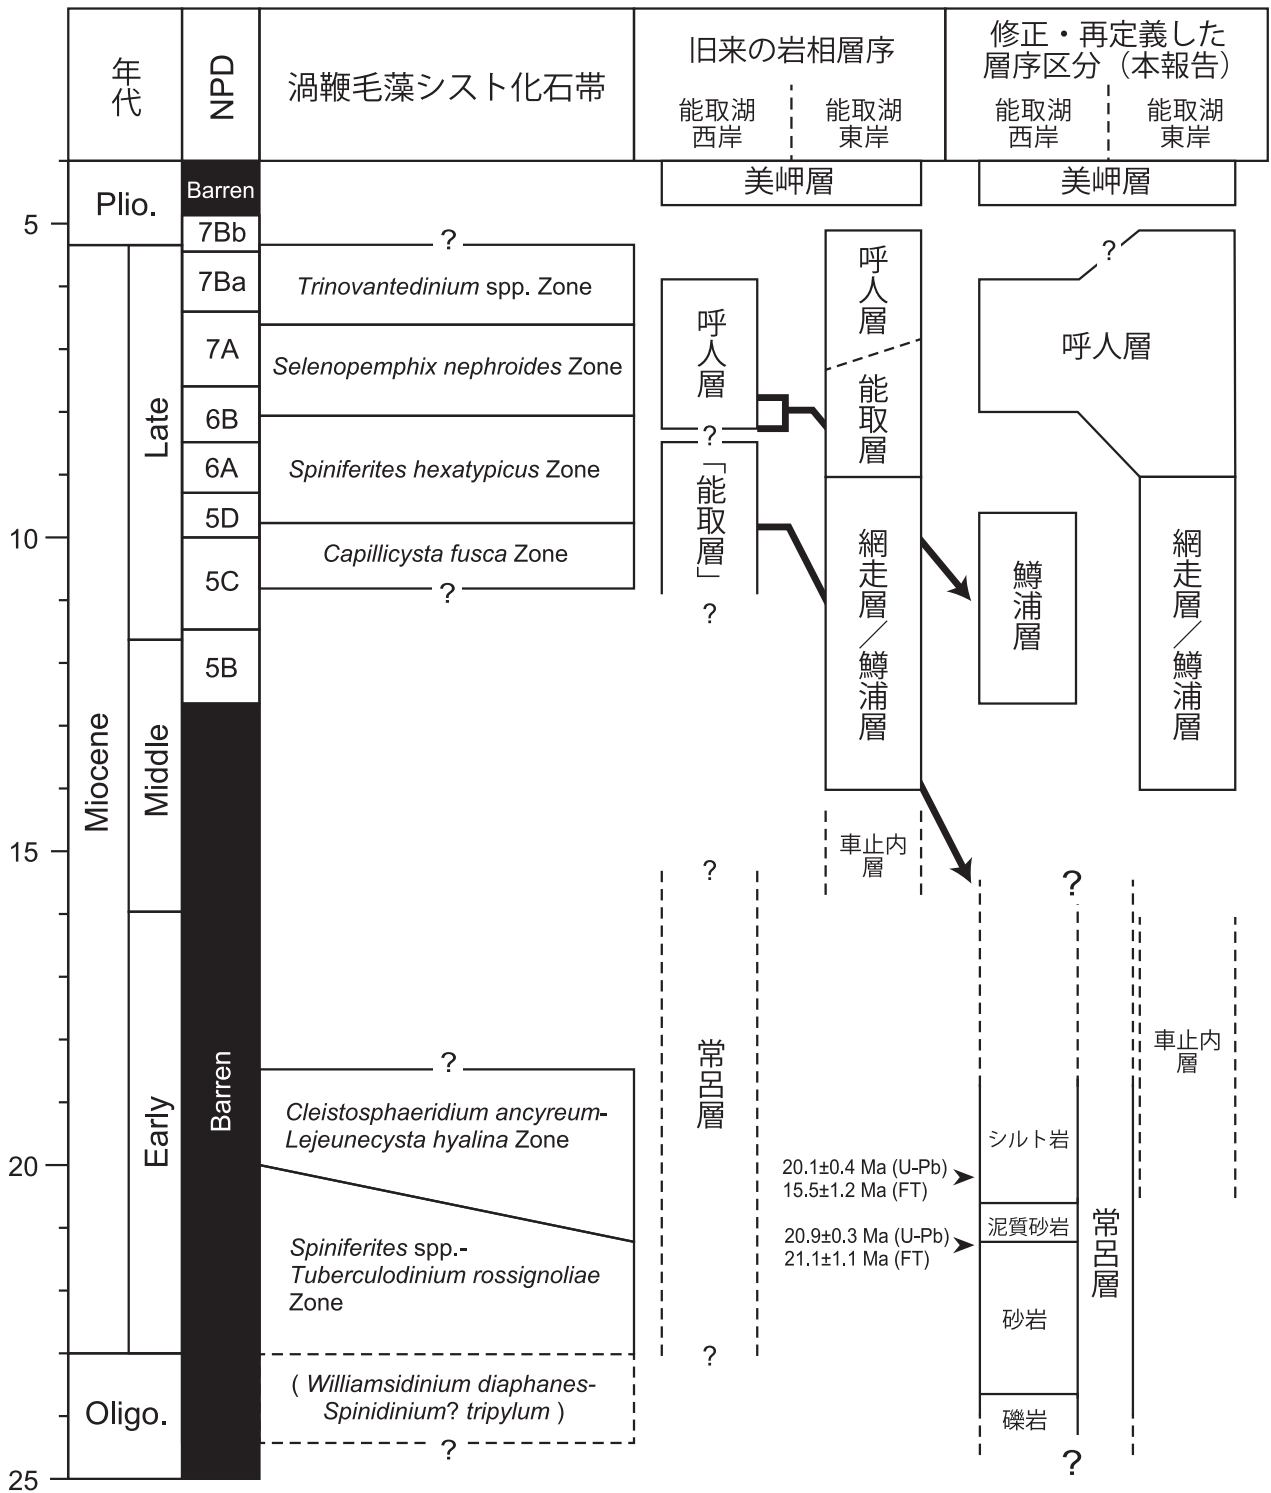 年代
NPD
渦鞭毛藻シスト化石帯
旧来の岩相層序
能取湖
西岸
能取湖
東岸
修正・再定義した
層序区分（本報告）
能取湖
西岸
能取湖
東岸
5
10
15
20
25
Plio.
Miocene
Late
Middle
Early
Oligo.
Barren
7Bb
7Ba
7A
6B
6A
5D
5C
5B
Barren
?
Trinovantedinium spp. Zone
Selenopemphix nephroides Zone
Spiniferites hexatypicus Zone
Capillicysta fusca Zone
?
?
Cleistosphaeridium ancyreum-
Lejeunecysta hyalina Zone
Spiniferites spp.-
Tuberculodinium rossignoliae
Zone
( Williamsidinium diaphanes-
Spinidinium? tripylum )
?
美岬層
呼人層
?
「能取層」
?
?
常呂層
?
呼人層
能取層
網走層／鱒浦層
車止内
層
20.1±0.4 Ma (U-Pb)
15.5±1.2 Ma (FT)
20.9±0.3 Ma (U-Pb)
21.1±1.1 Ma (FT)
美岬層
?
呼人層
鱒浦層
網走層／鱒浦層
?
シルト岩
泥質砂岩
砂岩
礫岩
常呂層
?
車止内
層